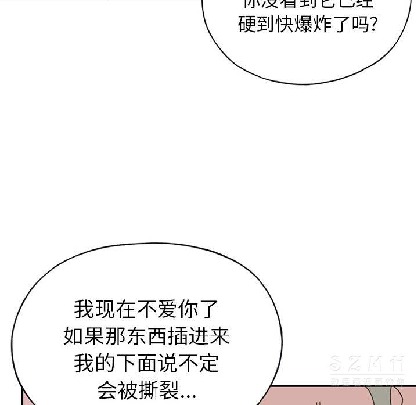 你没看到它已经
硬到快爆炸了吗?
我现在不爱你了
如果那东西插进来
我的下面说不定
会被撕裂...